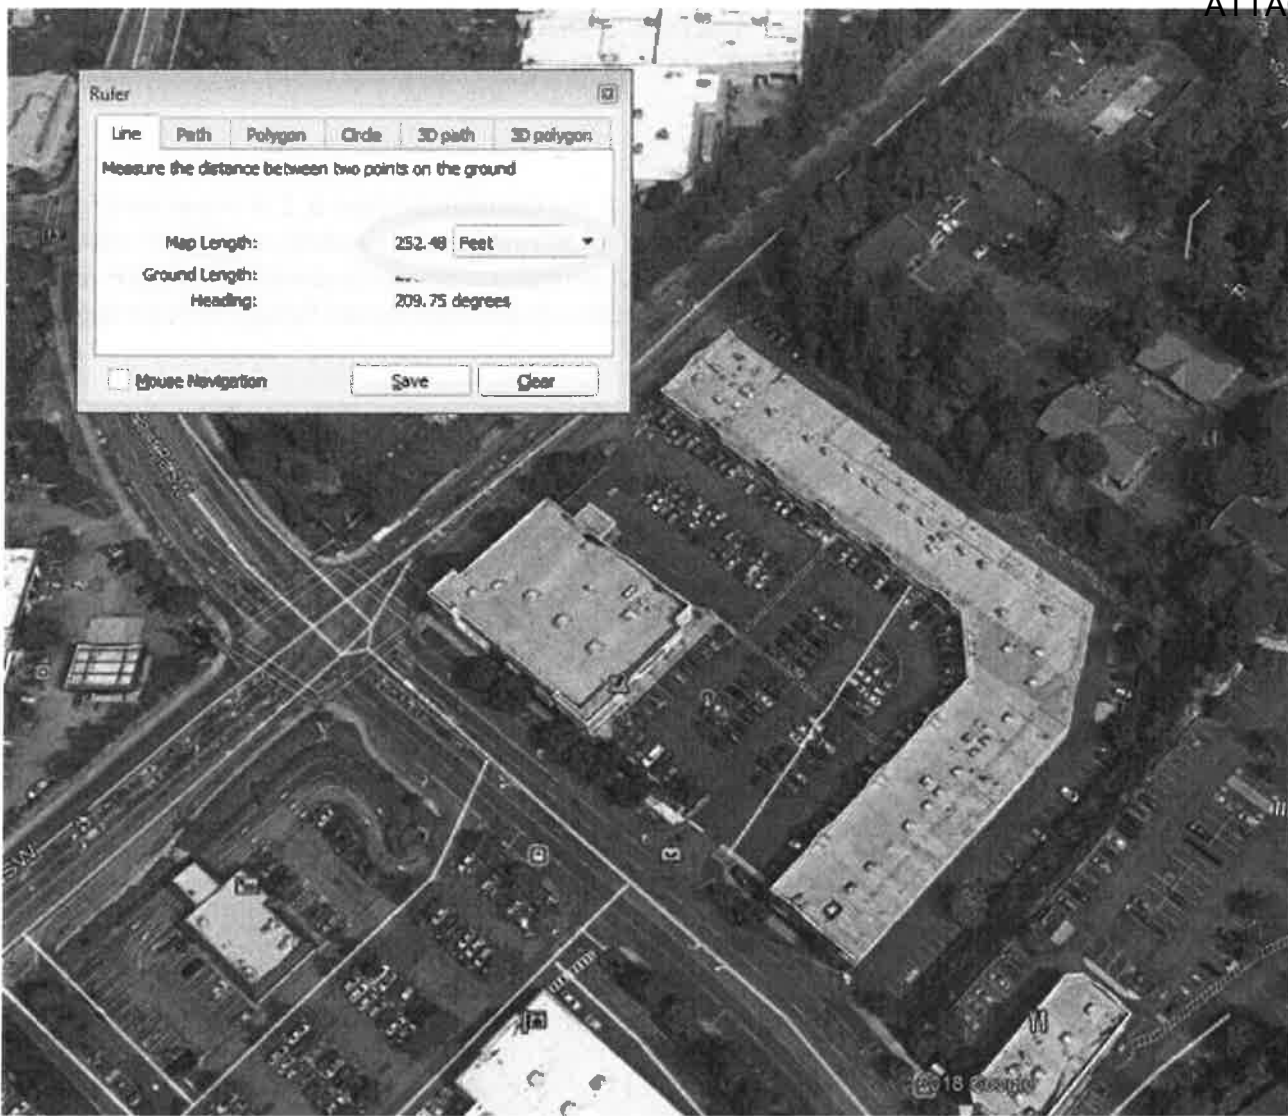 ATTA
Ruler
Line Path Polygon Circle 3D path 3D polygon
Measure the distance between two points on the ground
Map Length: 252.48 Feet
Ground Length:
Heading: 209.75 degrees
Mouse Navigation Save Clear
SW
2018 Google